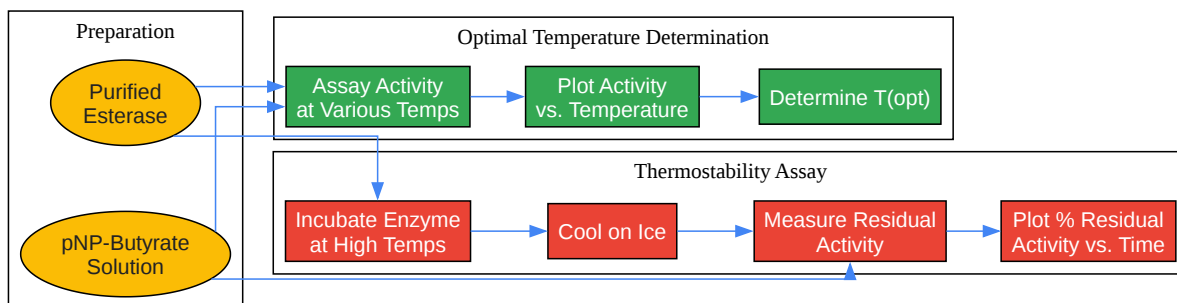 Preparation
Purified
Esterase
pNP-Butyrate
Solution
Optimal Temperature Determination
Assay Activity
at Various Temps
Plot Activity
vs. Temperature
Determine T(opt)
Thermostability Assay
Incubate Enzyme
at High Temps
Cool on Ice
Measure Residual
Activity
Plot % Residual
Activity vs. Time